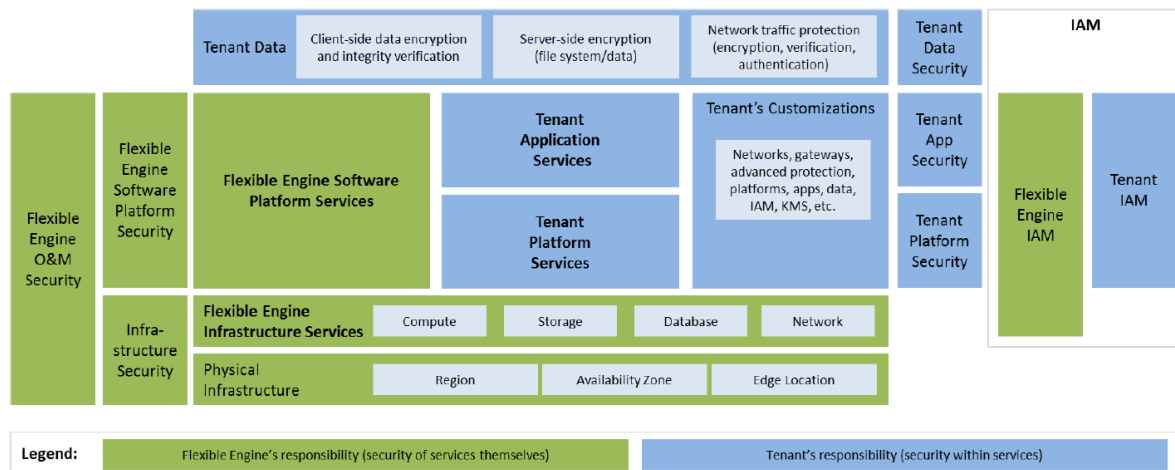 Tenant Data
Client-side data encryption
and integrity verification
Server-side encryption
(file system/data)
Network traffic protection
(encryption, verification,
authentication)
Tenant
Data
Security
IAM
Flexible
Engine
O&M
Security
Flexible
Engine
Software
Platform
Security
Flexible Engine Software
Platform Services
Tenant
Application
Services
Tenant
Platform
Services
Tenant's Customizations
Networks, gateways,
advanced protection,
platforms, apps, data,
IAM, KMS, etc.
Tenant
App
Security
Tenant
Platform
Security
Flexible
Engine
IAM
Tenant
IAM
Infra-
structure
Security
Flexible Engine
Infrastructure Services
Compute
Storage
Database
Network
Physical
Infrastructure
Region
Availability Zone
Edge Location
Legend:
Flexible Engine's responsibility (security of services themselves)
Tenant's responsibility (security within services)